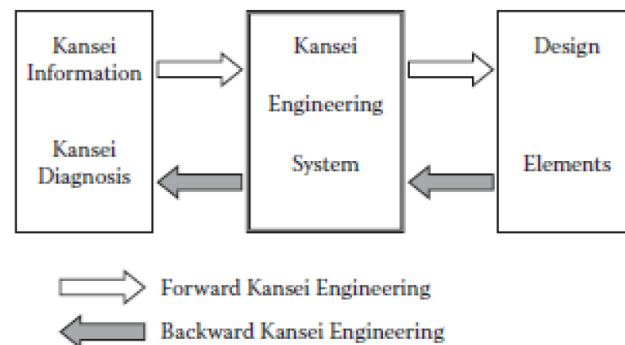 Kansei
Information
Kansei
Diagnosis
Kansei
Engineering
System
Design
Elements
Forward Kansei Engineering
Backward Kansei Engineering